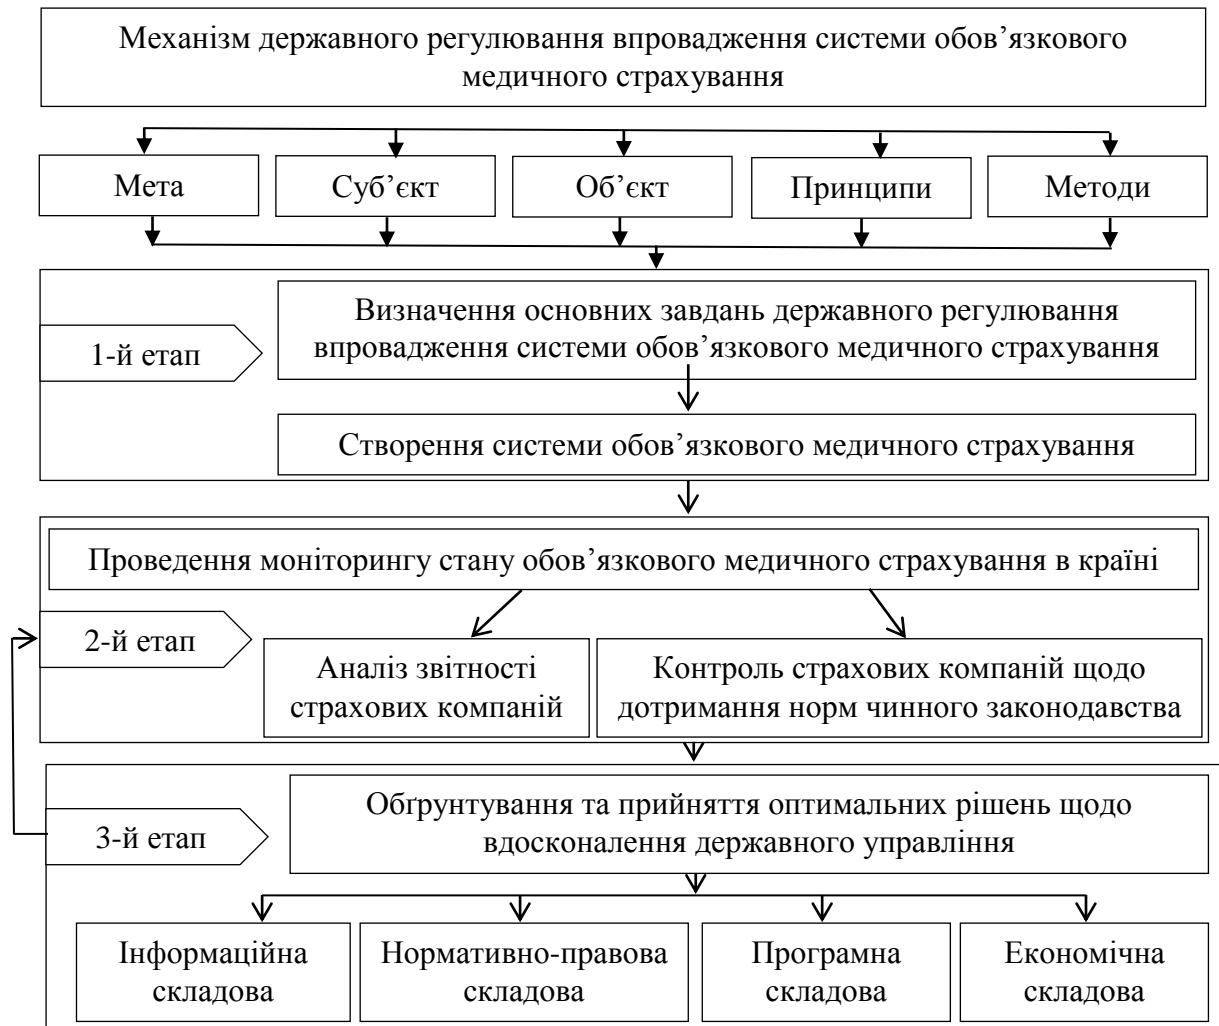 Механізм державного регулювання впровадження системи обов’язкового
медичного страхування
Мета
Суб’єкт
Об’єкт
Принципи
Методи
1-й етап
Визначення основних завдань державного регулювання
впровадження системи обов’язкового медичного страхування
Створення системи обов’язкового медичного страхування
Проведення моніторингу стану обов’язкового медичного страхування в країні
2-й етап
Аналіз звітності
страхових компаній
Контроль страхових компаній щодо
дотримання норм чинного законодавства
3-й етап
Обґрунтування та прийняття оптимальних рішень щодо
вдосконалення державного управління
Інформаційна
складова
Нормативно-правова
складова
Програмна
складова
Економічна
складова